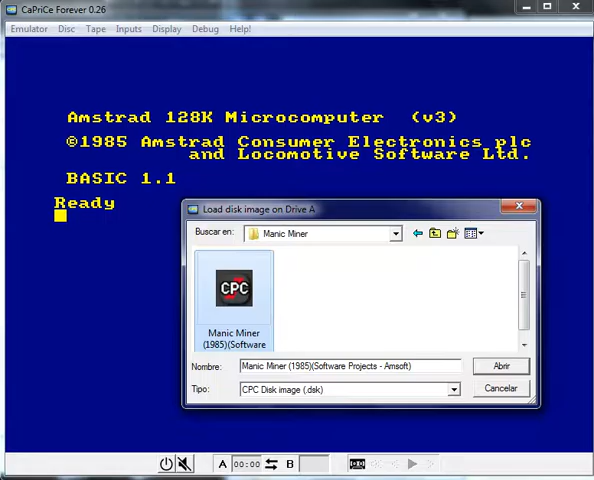 CaPriCe Forever 0.26
Emulator Disc Tape Inputs Display Debug Help!
Amstrad 128K Microcomputer (v3)
©1985 Amstrad Consumer Electronics plc
and Locomotive Software Ltd.
BASIC 1.1
Ready
Load disk image on Drive A
Buscar en: Manic Miner
CPC
Manic Miner
(1985)(Software
Nombre: Manic Miner (1985)(Software Projects - Amsoft) Abrir
Tipo: CPC Disk image (.dsk) Cancelar
A 00:00 B